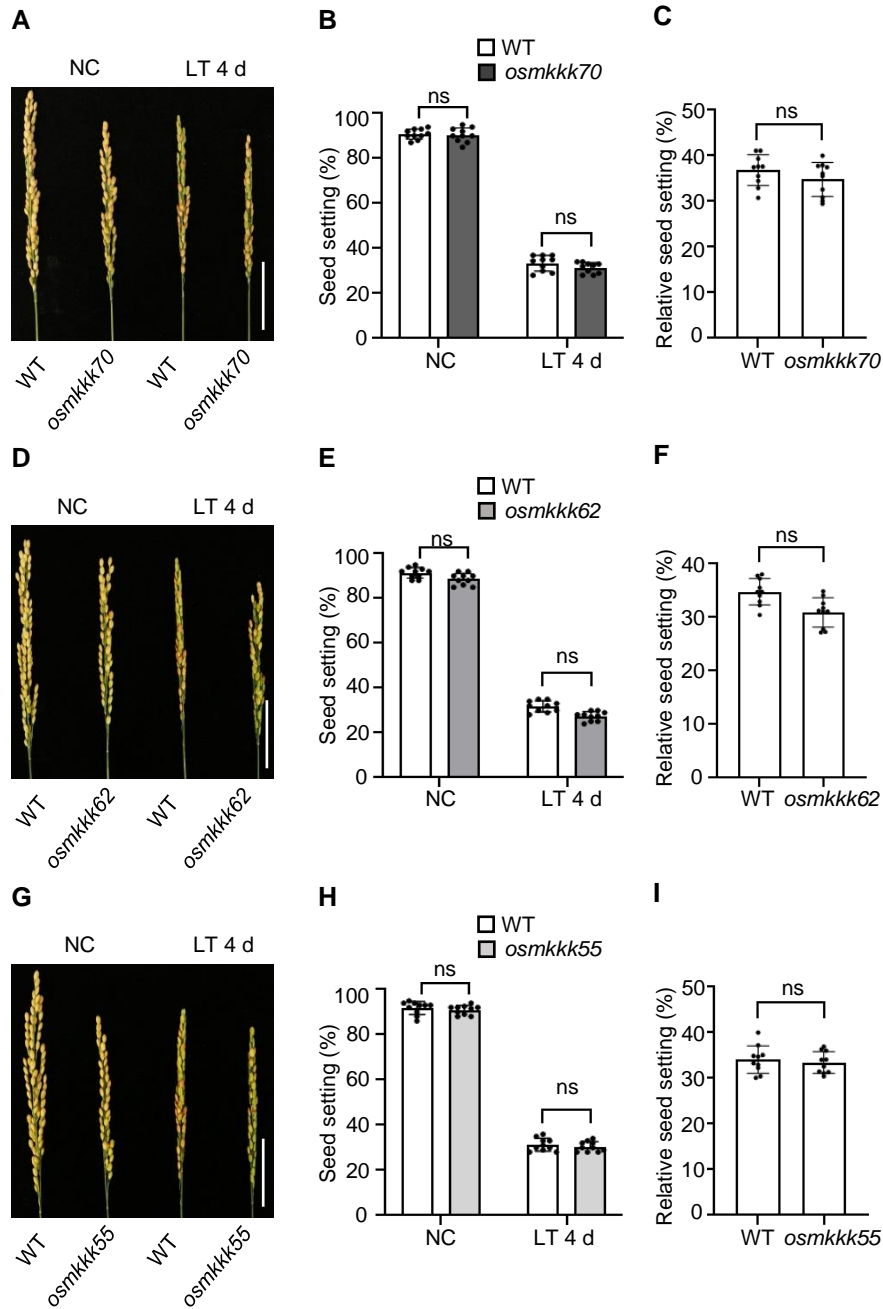 A
NC LT 4 d
WT osmkkk70 WT osmkkk70
B
WT
osmkkk70
Seed setting (%)
100
80
60
40
20
0
ns
ns
NC LT 4 d
C
Relative seed setting (%)
50
40
30
20
10
0
ns
WT osmkkk70
D
NC LT 4 d
WT osmkkk62 WT osmkkk62
E
WT
osmkkk62
Seed setting (%)
100
80
60
40
20
0
ns
ns
NC LT 4 d
F
Relative seed setting (%)
40
30
20
10
0
ns
WT osmkkk62
G
NC LT 4 d
WT osmkkk55 WT osmkkk55
H
WT
osmkkk55
Seed setting (%)
100
80
60
40
20
0
ns
ns
NC LT 4 d
I
Relative seed setting (%)
50
40
30
20
10
0
ns
WT osmkkk55